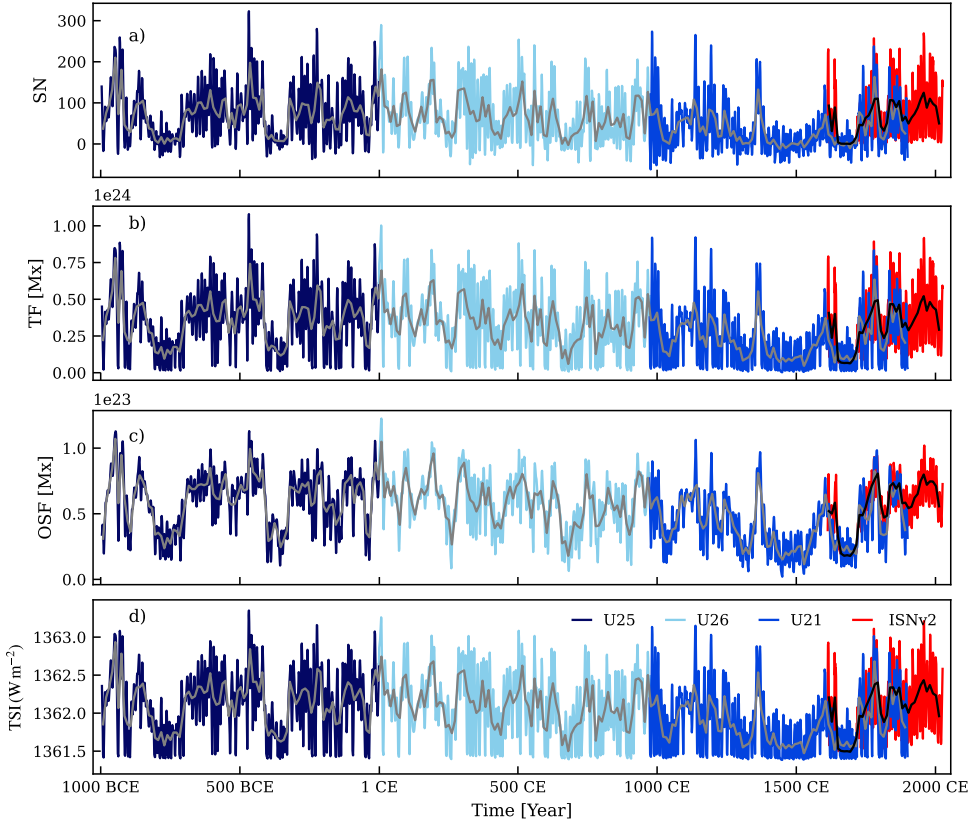 300
200
100
0
SN
a)
1e24
1.00
0.75
0.50
0.25
0.00
TF [Mx]
b)
1e23
1.0
0.5
0.0
OSF [Mx]
c)
1363.0
1362.5
1362.0
1361.5
TSI (W m−2)
d)
U25 U26 U21 ISNv2
1000 BCE 500 BCE 1 CE 500 CE 1000 CE 1500 CE 2000 CE
Time [Year]